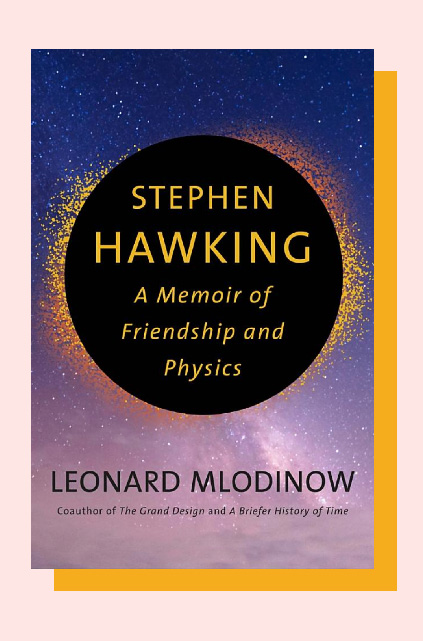 STEPHEN
HAWKING
A Memoir of
Friendship and
Physics
LEONARD MLODINOW
Coauthor of The Grand Design and A Briefer History of Time